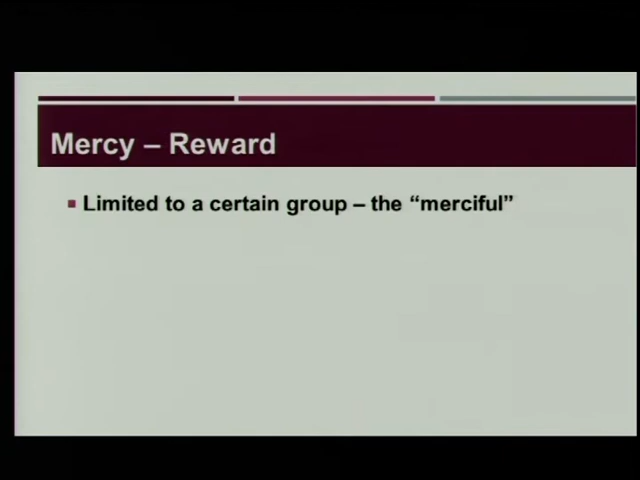 Mercy – Reward
Limited to a certain group – the “merciful”